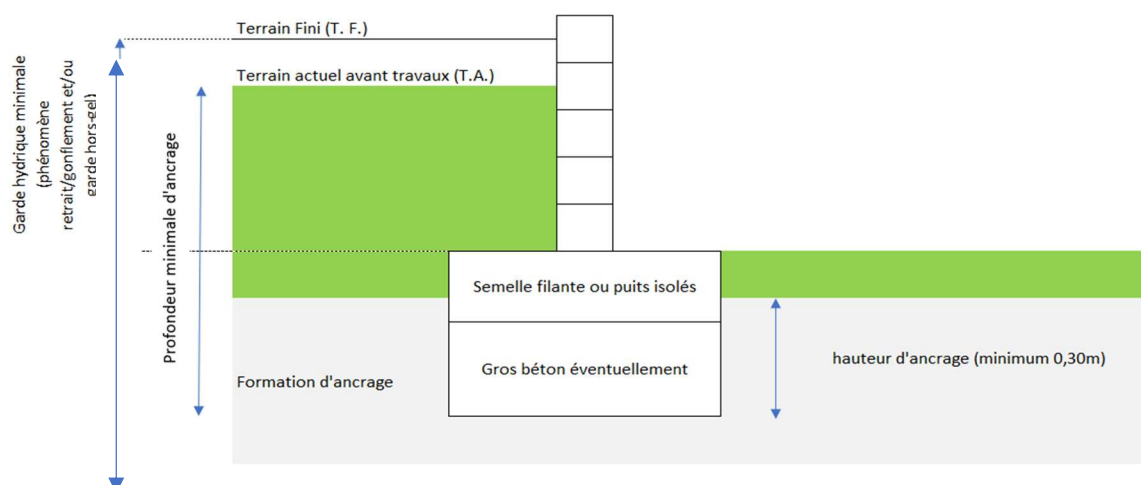 Terrain Fini (T. F.)
Terrain actuel avant travaux (T.A.)
Garde hydrique minimale
(phénomène
retrait/gonflement et/ou
garde hors-gel)
Profondeur minimale d'ancrage
Semelle filante ou puits isolés
Gros béton éventuellement
Formation d'ancrage
hauteur d'ancrage (minimum 0,30m)